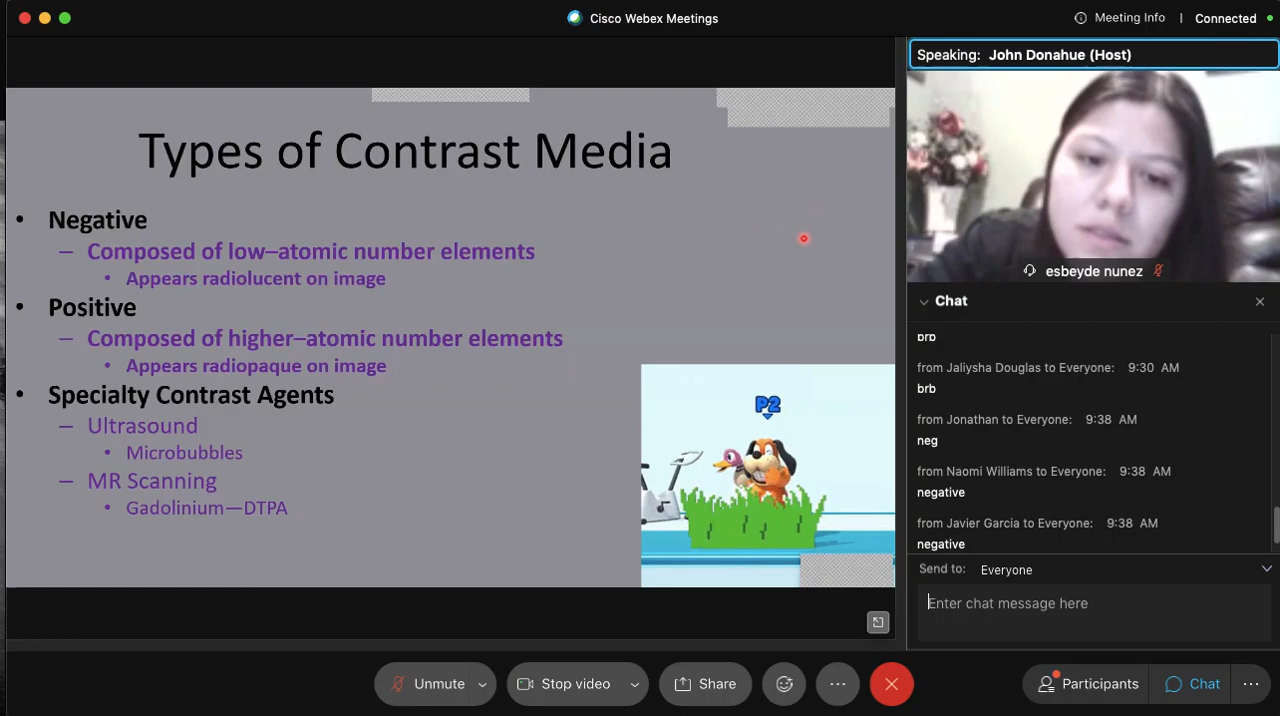 Cisco Webex Meetings
Meeting Info
Connected
Speaking: John Donahue (Host)
Types of Contrast Media
• Negative
– Composed of low–atomic number elements
• Appears radiolucent on image
• Positive
– Composed of higher–atomic number elements
• Appears radiopaque on image
• Specialty Contrast Agents
– Ultrasound
• Microbubbles
– MR Scanning
• Gadolinium—DTPA
P2
esbeyde nunez
Chat
brb
from Jaliysha Douglas to Everyone: 9:30 AM
brb
from Jonathan to Everyone: 9:38 AM
neg
from Naomi Williams to Everyone: 9:38 AM
negative
from Javier Garcia to Everyone: 9:38 AM
negative
Send to: Everyone
Enter chat message here
Unmute
Stop video
Share
Participants
Chat